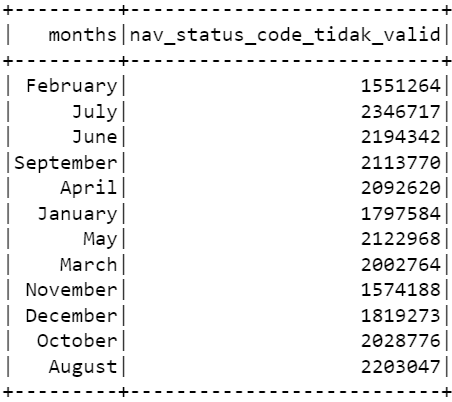 +---------+---------------------------+
|   months|nav_status_code_tidak_valid|
+---------+---------------------------+
| February|                    1551264|
|     July|                    2346717|
|     June|                    2194342|
|September|                    2113770|
|    April|                    2092620|
|  January|                    1797584|
|      May|                    2122968|
|    March|                    2002764|
| November|                    1574188|
| December|                    1819273|
|  October|                    2028776|
|   August|                    2203047|
+---------+---------------------------+